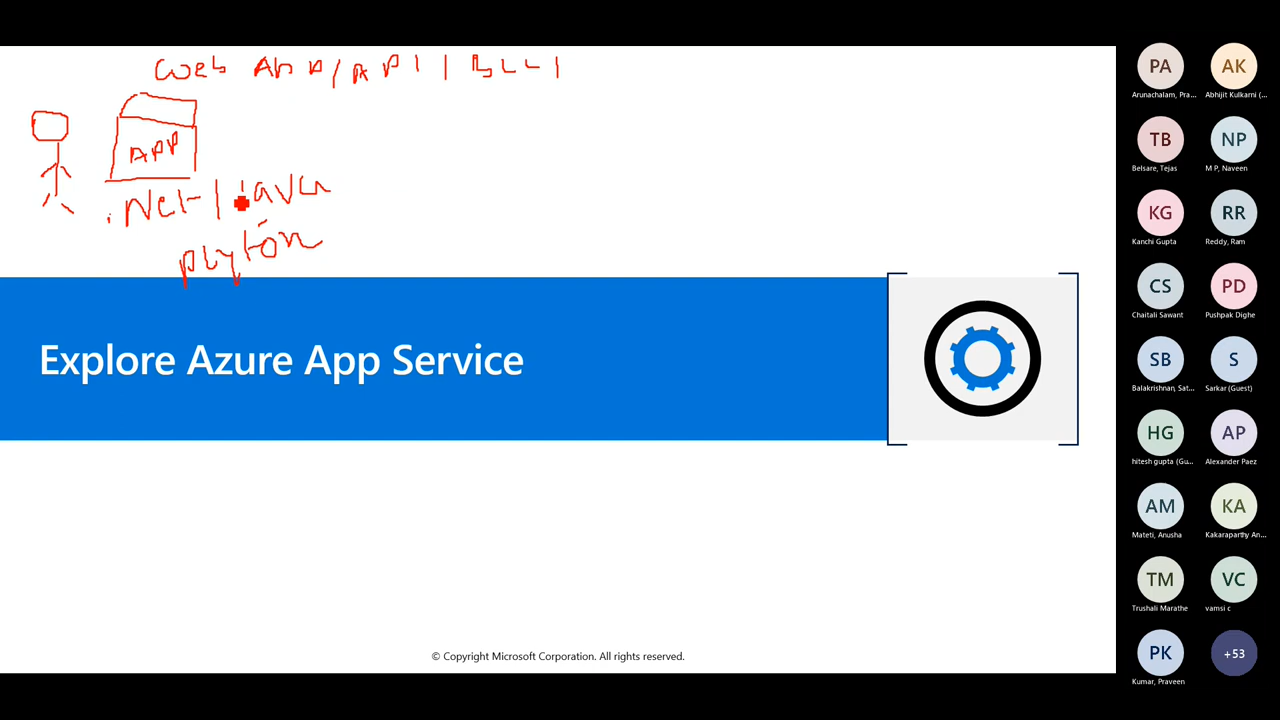 Web App/API | BLL |
APP
.Net | Java
phyton
Explore Azure App Service
© Copyright Microsoft Corporation. All rights reserved.
PA AK
Arunachalam, Pra... Abhijit Kulkarni (...
TB NP
Belsare, Tejas M P, Naveen
KG RR
Kanchi Gupta Reddy, Ram
CS PD
Chaitali Sawant Pushpak Dighe
SB S
Balakrishnan, Sat... Sarkar (Guest)
HG AP
hitesh gupta (Gu... Alexander Paez
AM KA
Mateti, Anusha Kakaraparthy An...
TM VC
Trushali Marathe vamsi c
PK +53
Kumar, Praveen